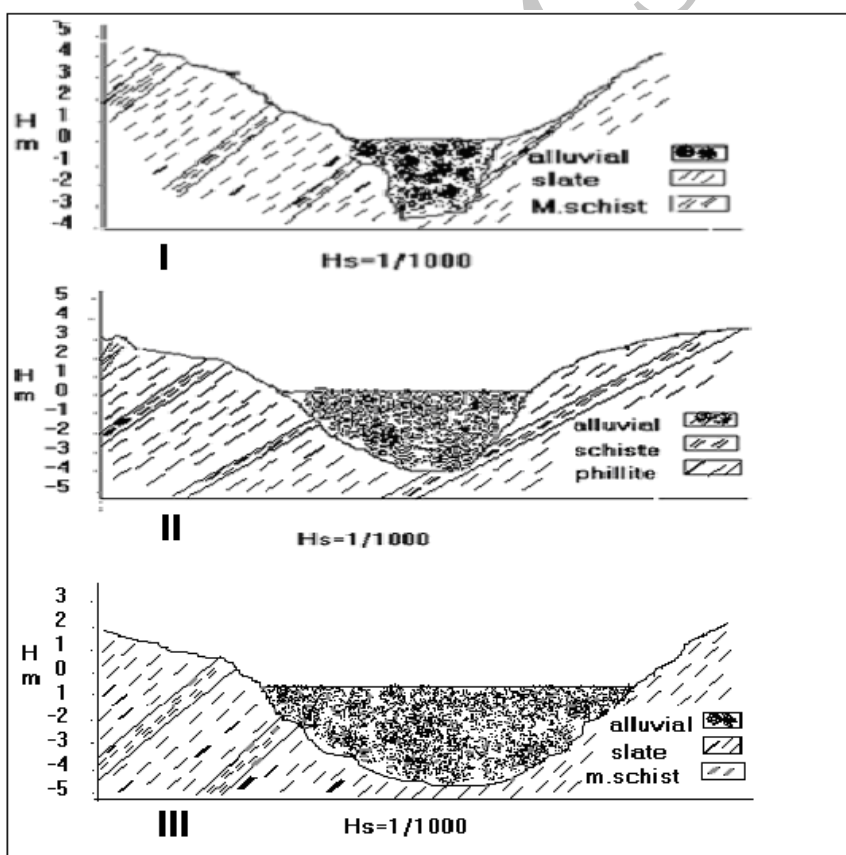 5
4
3
2
1
0
-1
-2
-3
-4
H
m
alluvial
slate
M.schist
I
Hs=1/1000
5
4
3
2
1
0
-1
-2
-3
-4
-5
H
m
alluvial
schiste
phillite
II
Hs=1/1000
3
2
1
0
1
-2
-3
-4
-5
H
m
alluvial
slate
m.schist
III
Hs=1/1000